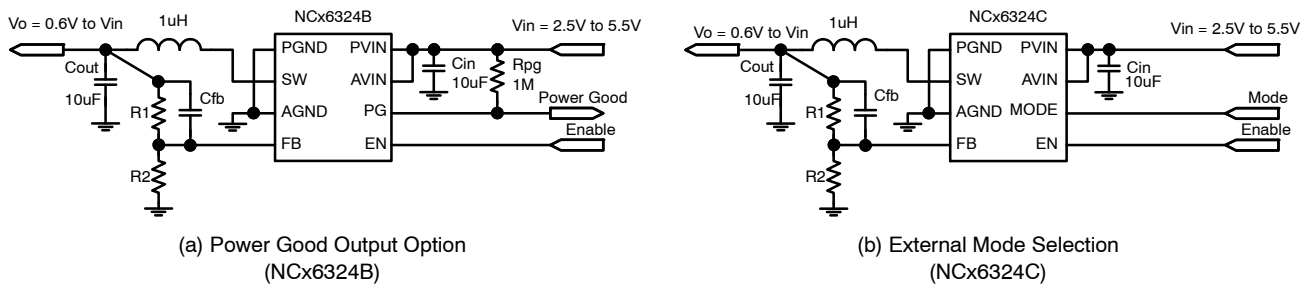 NCx6324B
Vo = 0.6V to Vin
1uH
Vin = 2.5V to 5.5V
PGND
PVIN
Cout
10uF
SW
AVIN
Cin
10uF
Rpg
1M
Cfb
R1
AGND
PG
Power Good
FB
EN
Enable
R2
(a) Power Good Output Option
(NCx6324B)
NCx6324C
Vo = 0.6V to Vin
1uH
Vin = 2.5V to 5.5V
PGND
PVIN
Cout
10uF
SW
AVIN
Cin
10uF
Cfb
R1
AGND
MODE
Mode
FB
EN
Enable
R2
(b) External Mode Selection
(NCx6324C)